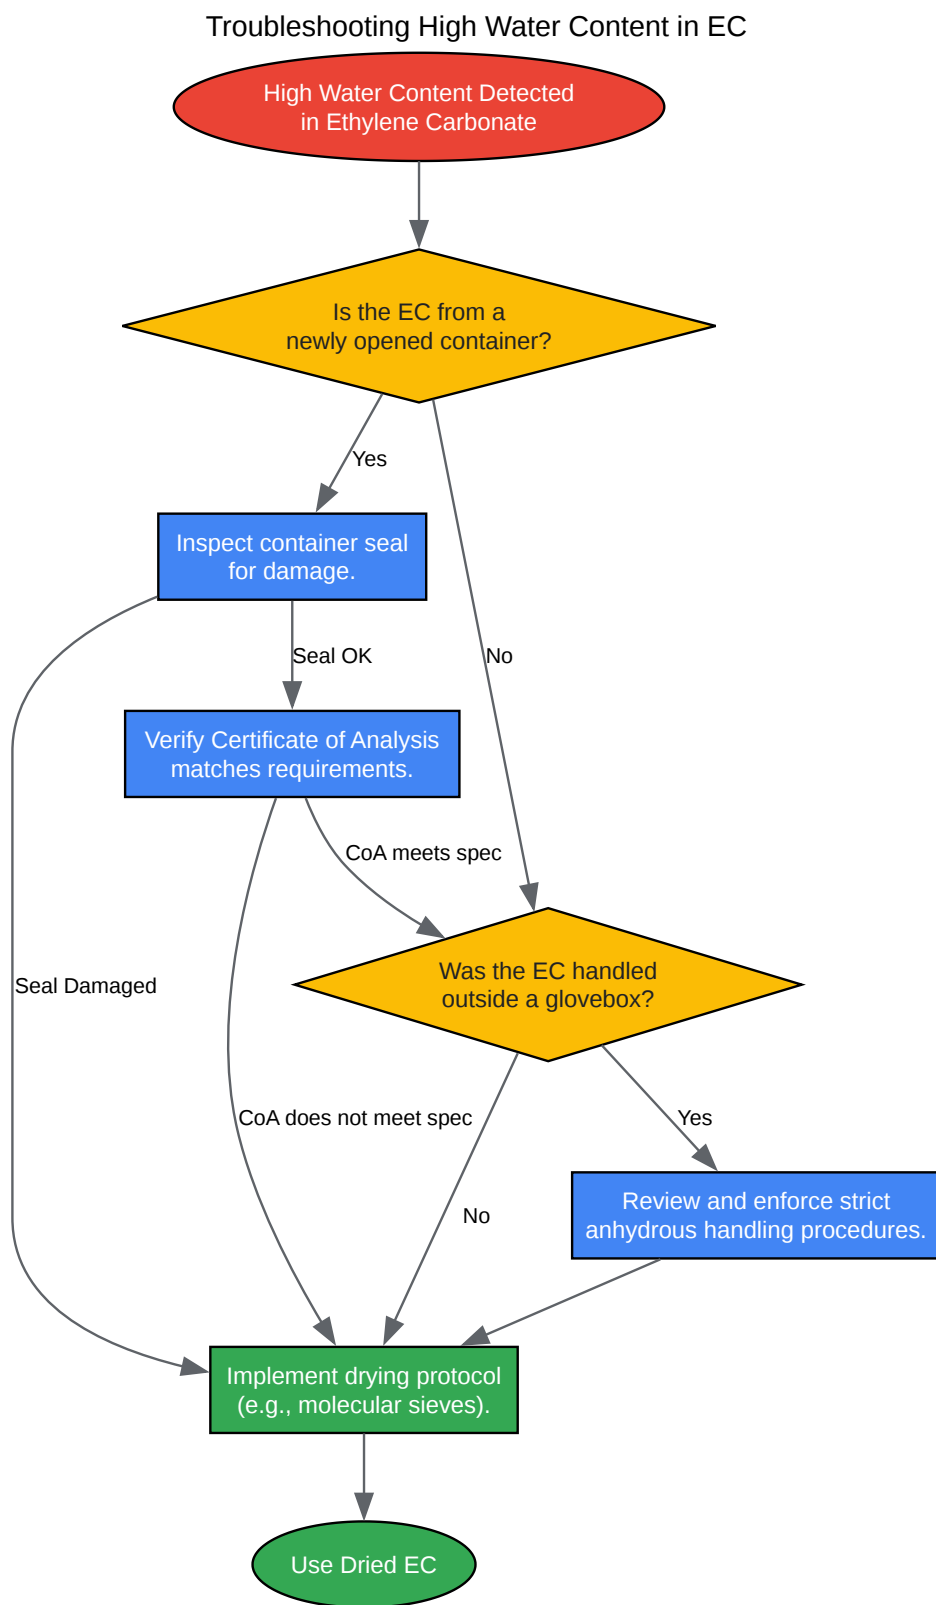 Troubleshooting High Water Content in EC
High Water Content Detected
in Ethylene Carbonate
Is the EC from a
newly opened container?
Yes
Inspect container seal
for damage.
Seal OK
No
Verify Certificate of Analysis
matches requirements.
CoA meets spec
Was the EC handled
outside a glovebox?
Seal Damaged
CoA does not meet spec
Yes
No
Review and enforce strict
anhydrous handling procedures.
Implement drying protocol
(e.g., molecular sieves).
Use Dried EC